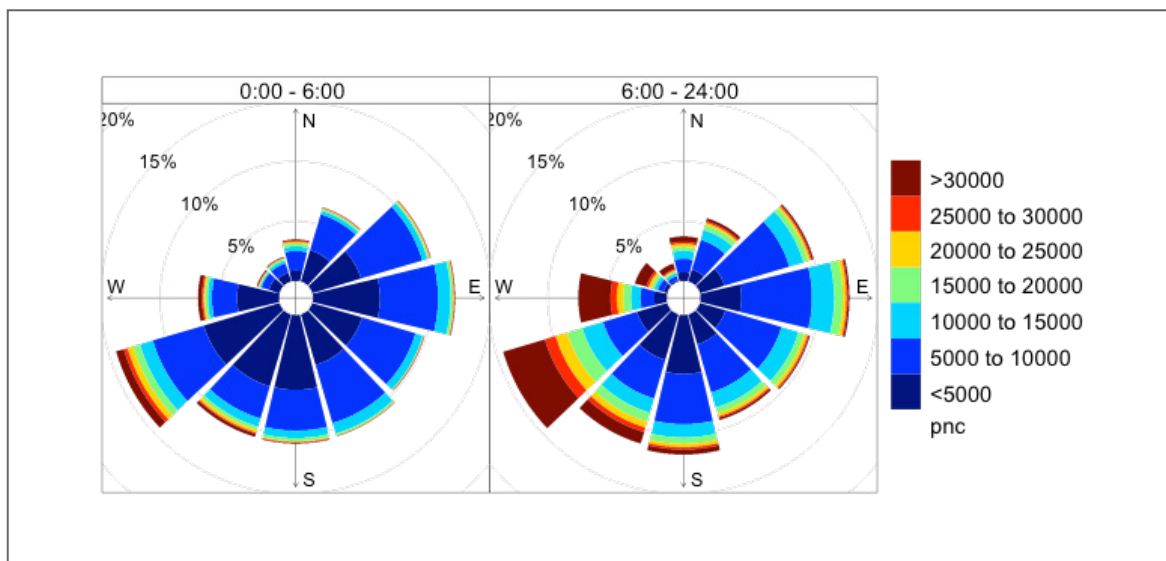 0:00 - 6:00
20%
15%
10%
5%
N
W
E
S
6:00 - 24:00
20%
15%
10%
5%
N
W
E
S
>30000
25000 to 30000
20000 to 25000
15000 to 20000
10000 to 15000
5000 to 10000
<5000
pnc